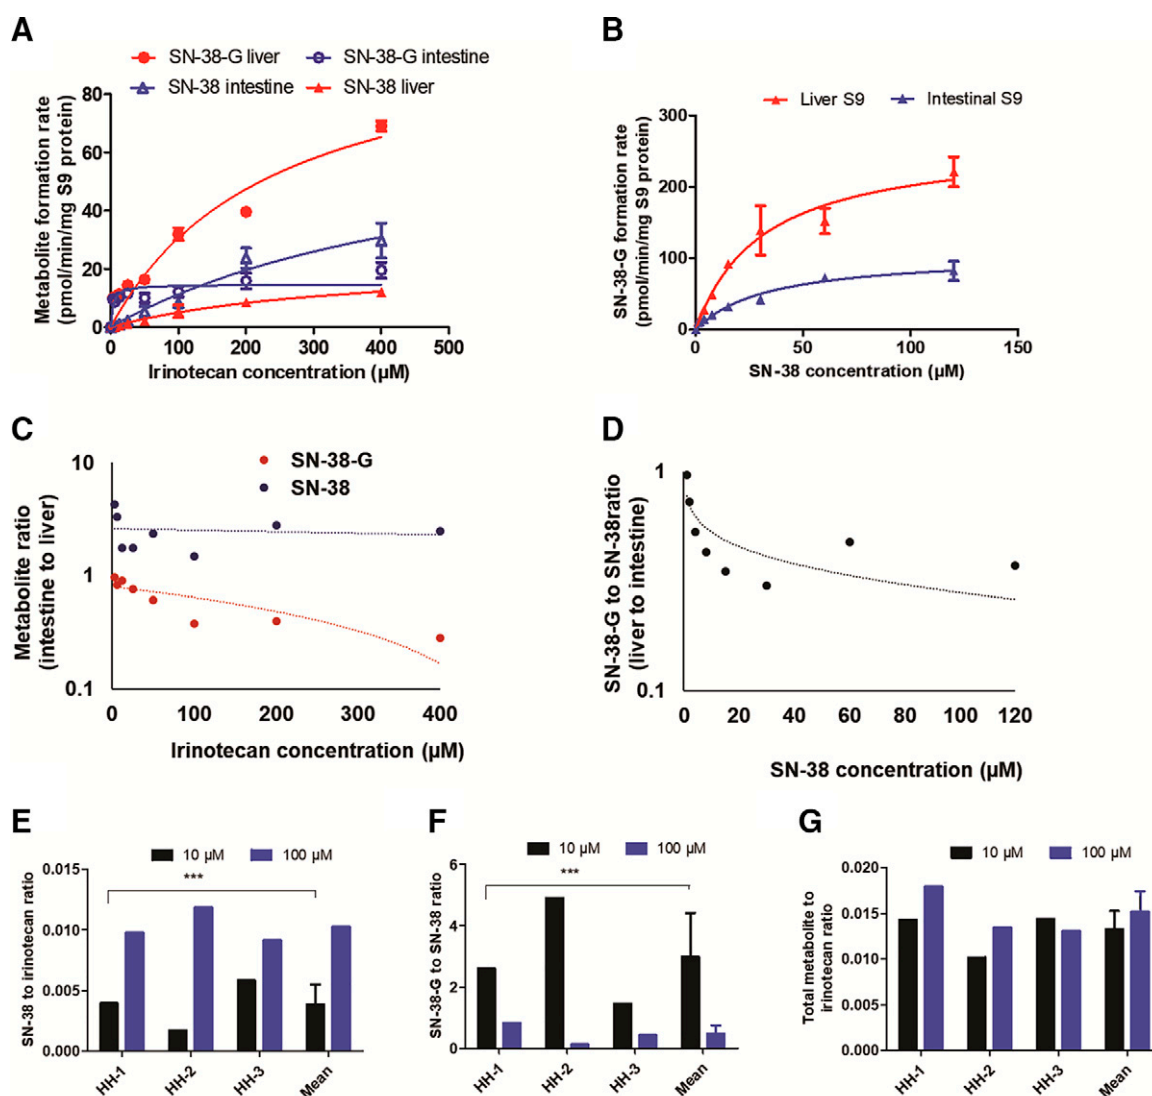 A
SN-38-G liver
SN-38-G intestine
SN-38 intestine
SN-38 liver
Metabolite formation rate
(pmol/min/mg S9 protein)
80
60
40
20
0
0
100
200
300
400
500
Irinotecan concentration (µM)
B
Liver S9
Intestinal S9
SN-38-G formation rate
(pmol/min/mg S9 protein)
300
200
100
0
0
50
100
150
SN-38 concentration (µM)
C
SN-38-G
SN-38
Metabolite ratio
(intestine to liver)
10
1
0.1
0
100
200
300
400
Irinotecan concentration (µM)
D
SN-38-G to SN-38ratio
(liver to intestine)
1
0.1
0
20
40
60
80
100
120
SN-38 concentration (µM)
E
10 µM
100 µM
SN-38 to irinotecan ratio
0.015
0.010
0.005
0.000
***
HH-1
HH-2
HH-3
Mean
F
10 µM
100 µM
SN-38-G to SN-38 ratio
6
4
2
0
***
HH-1
HH-2
HH-3
Mean
G
10 µM
100 µM
Total metabolite to
irinotecan ratio
0.020
0.015
0.010
0.005
0.000
HH-1
HH-2
HH-3
Mean